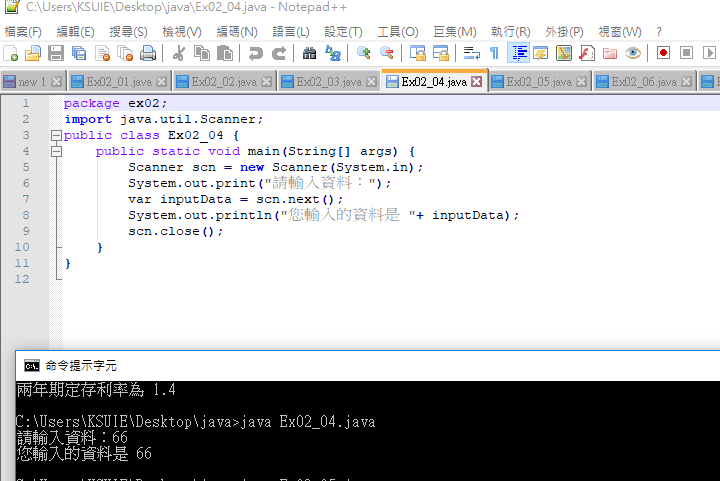 C:\Users\KSUIE\Desktop\java\Ex02_04.java - Notepad++
檔案(F) 編輯(E) 搜尋(S) 檢視(V) 編碼(N) 語言(L) 設定(T) 工具(O) 巨集(M) 執行(R) 外掛(P) 視窗(W) ?
new 1 Ex02_01.java Ex02_02.java Ex02_03.java Ex02_04.java Ex02_05.java Ex02_06.java
1 package ex02;
2 import java.util.Scanner;
3 public class Ex02_04 {
4 public static void main(String[] args) {
5 Scanner scn = new Scanner(System.in);
6 System.out.print("請輸入資料：");
7 var inputData = scn.next();
8 System.out.println("您輸入的資料是 "+ inputData);
9 scn.close();
10 }
11 }
12
命令提示字元
兩年期定存利率為 1.4
C:\Users\KSUIE\Desktop\java>java Ex02_04.java
請輸入資料：66
您輸入的資料是 66